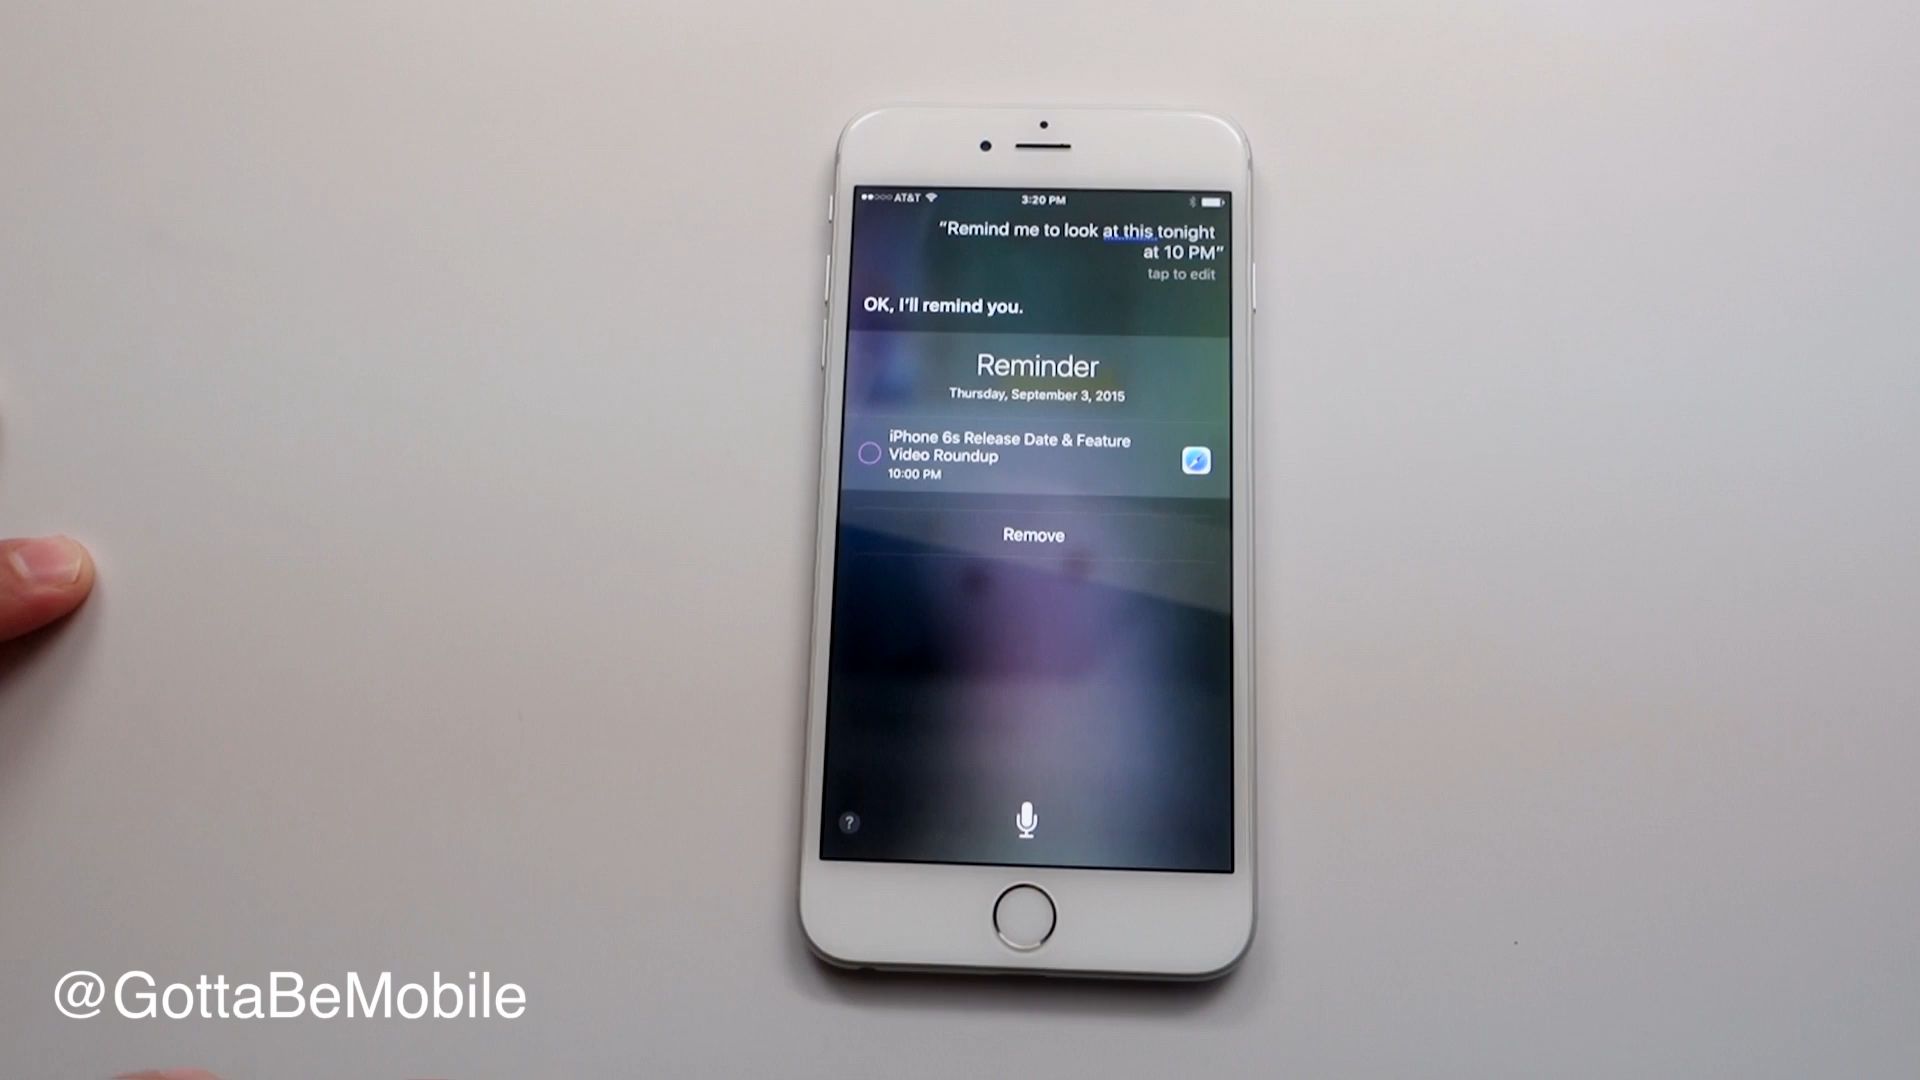 AT&T
3:20 PM
“Remind me to look at this tonight
at 10 PM”
tap to edit
OK, I'll remind you.
Reminder
Thursday, September 3, 2015
iPhone 6s Release Date & Feature
Video Roundup
10:00 PM
Remove
?
@GottaBeMobile